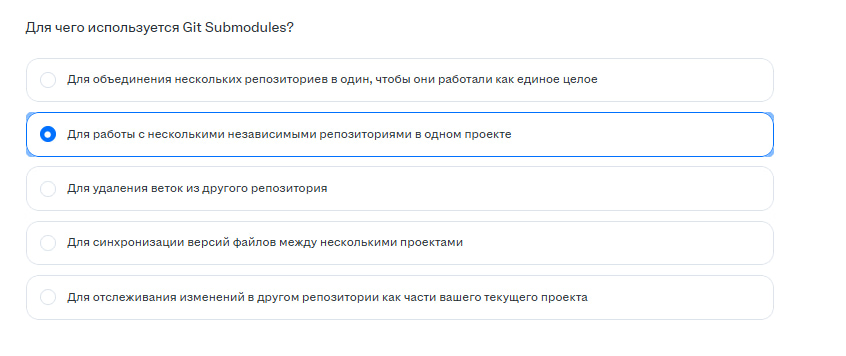 Для чего используется Git Submodules?
Для объединения нескольких репозиториев в один, чтобы они работали как единое целое
Для работы с несколькими независимыми репозиториями в одном проекте
Для удаления веток из другого репозитория
Для синхронизации версий файлов между несколькими проектами
Для отслеживания изменений в другом репозитории как части вашего текущего проекта